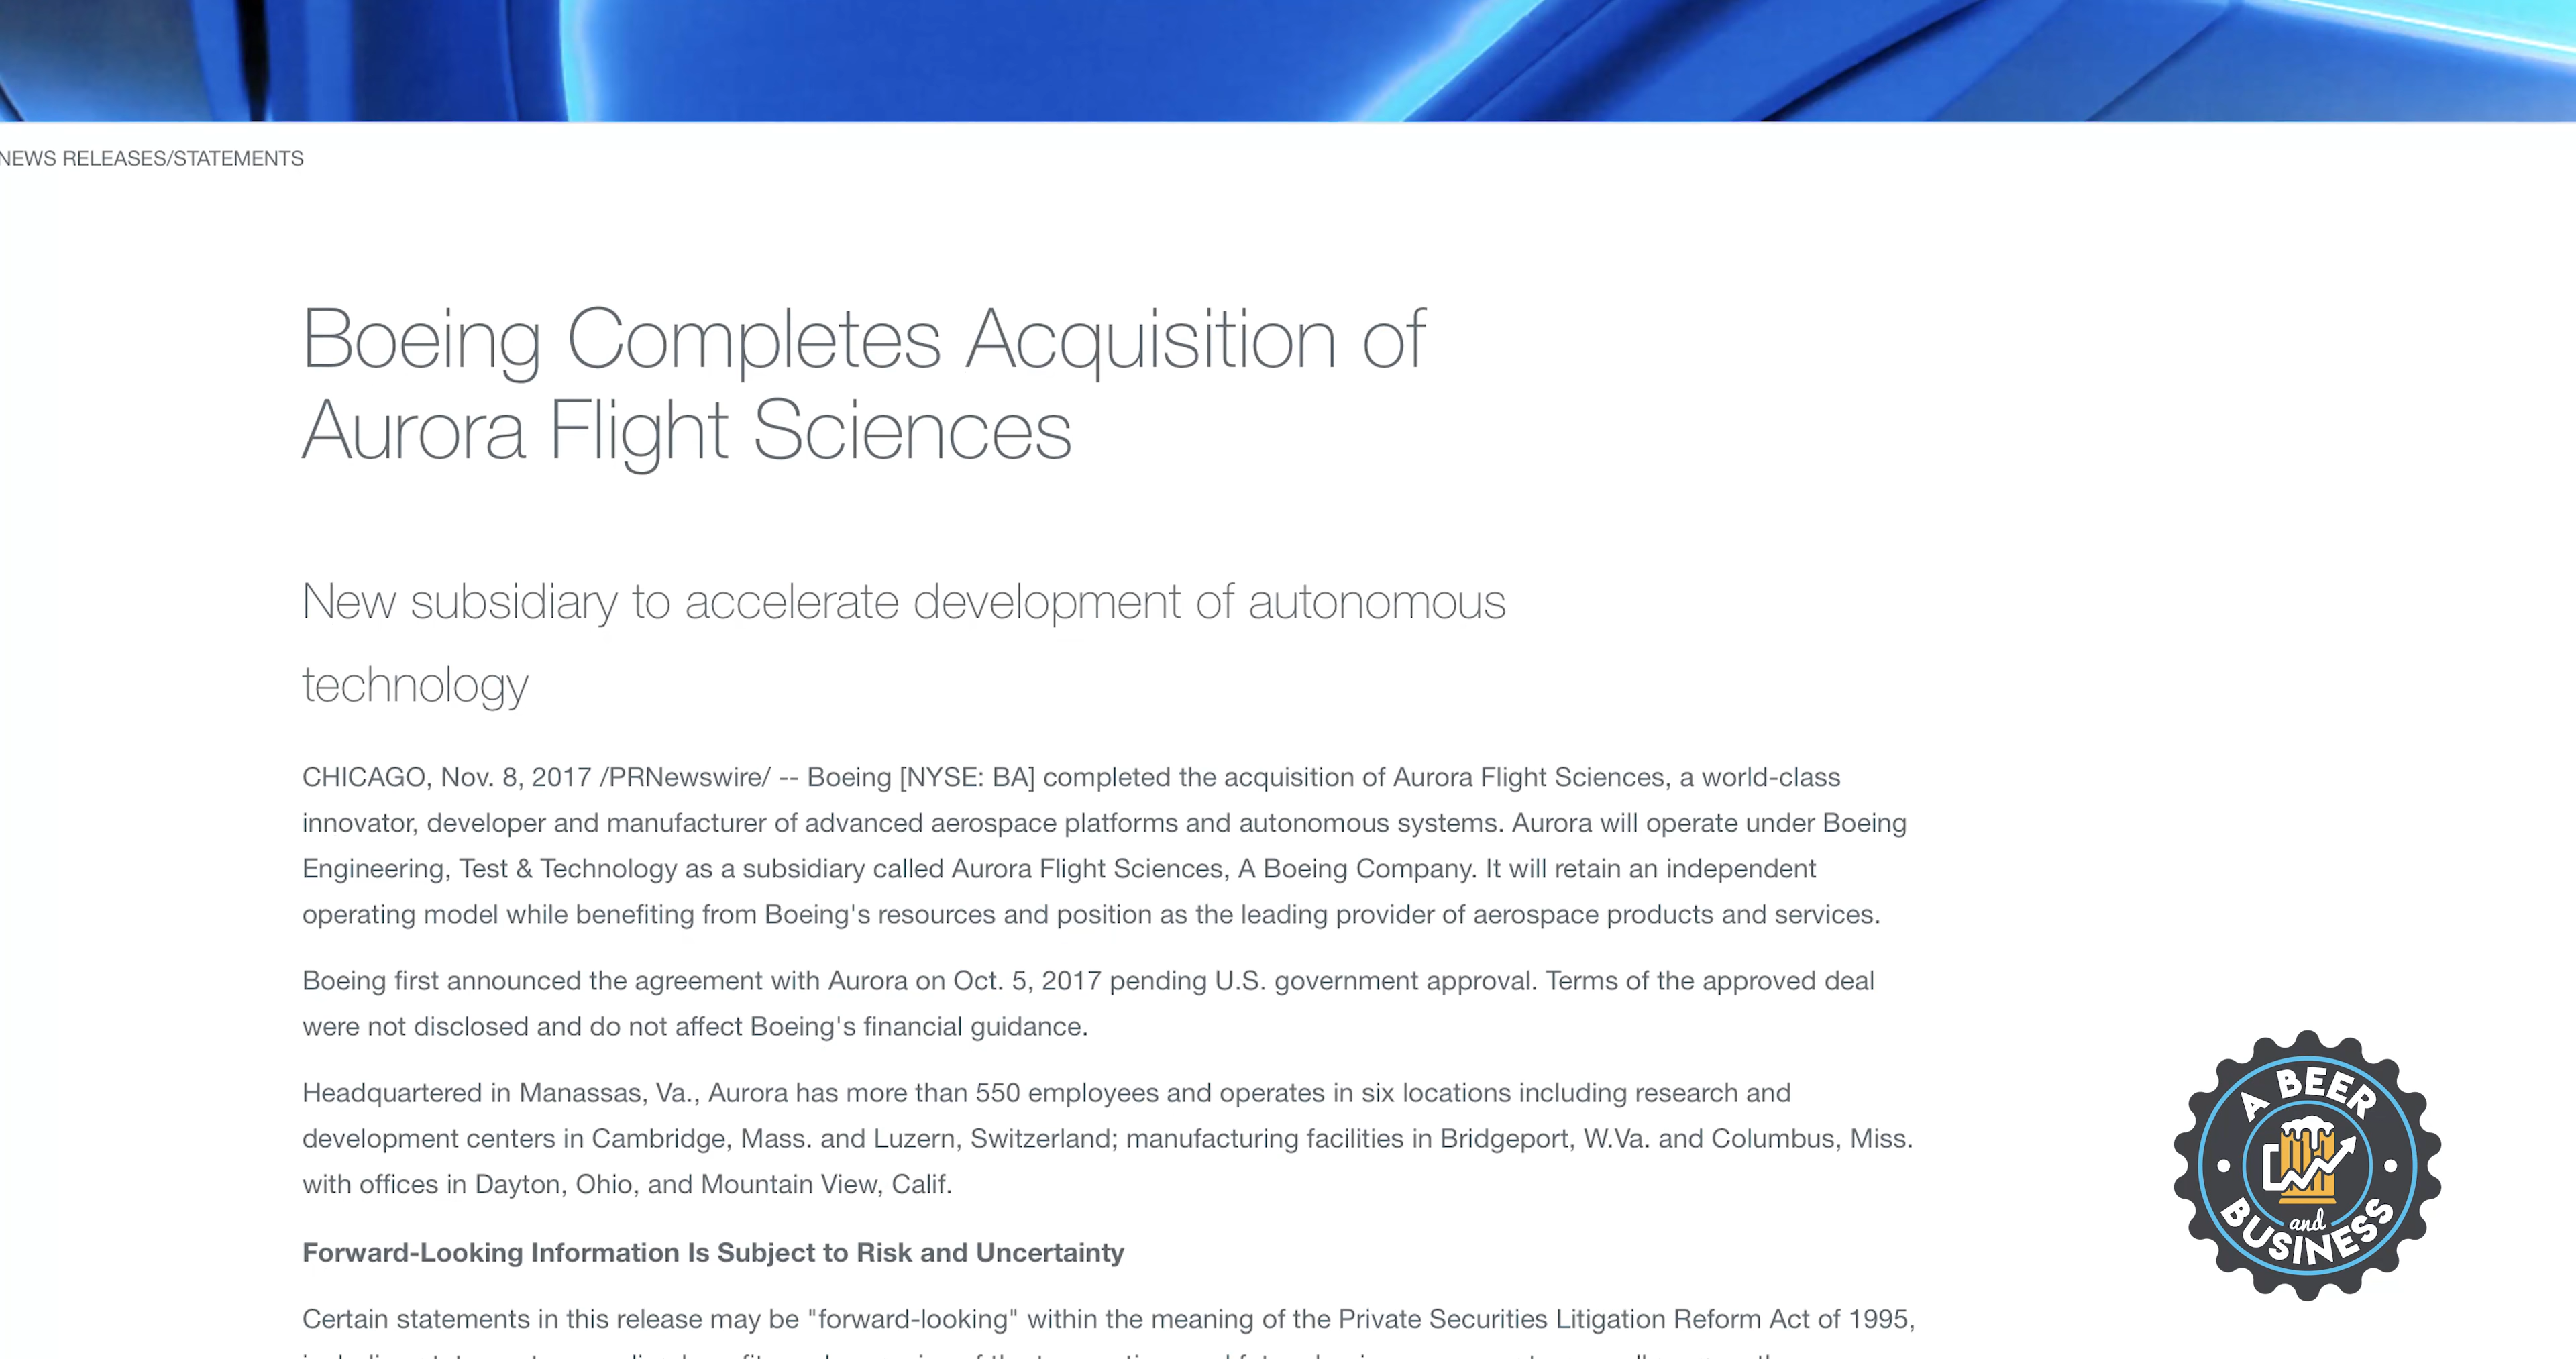 NEWS RELEASES/STATEMENTS
Boeing Completes Acquisition of
Aurora Flight Sciences
New subsidiary to accelerate development of autonomous
technology
CHICAGO, Nov. 8, 2017 /PRNewswire/ -- Boeing [NYSE: BA] completed the acquisition of Aurora Flight Sciences, a world-class
innovator, developer and manufacturer of advanced aerospace platforms and autonomous systems. Aurora will operate under Boeing
Engineering, Test & Technology as a subsidiary called Aurora Flight Sciences, A Boeing Company. It will retain an independent
operating model while benefiting from Boeing's resources and position as the leading provider of aerospace products and services.
Boeing first announced the agreement with Aurora on Oct. 5, 2017 pending U.S. government approval. Terms of the approved deal
were not disclosed and do not affect Boeing's financial guidance.
Headquartered in Manassas, Va., Aurora has more than 550 employees and operates in six locations including research and
development centers in Cambridge, Mass. and Luzern, Switzerland; manufacturing facilities in Bridgeport, W.Va. and Columbus, Miss.
with offices in Dayton, Ohio, and Mountain View, Calif.
Forward-Looking Information Is Subject to Risk and Uncertainty
Certain statements in this release may be "forward-looking" within the meaning of the Private Securities Litigation Reform Act of 1995,
A BEER
and
BUSINESS